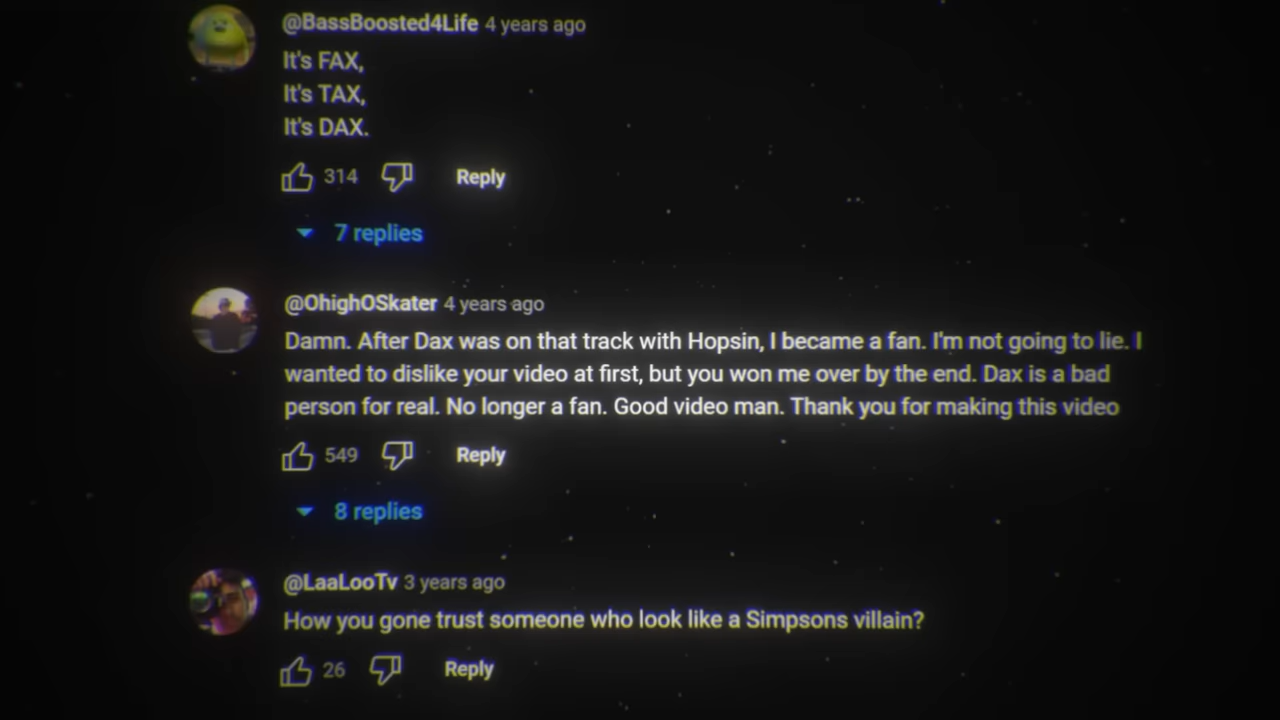 @BassBoosted4Life 4 years ago
It's FAX,
It's TAX,
It's DAX.
314 Reply
7 replies
@OhighOSkater 4 years ago
Damn. After Dax was on that track with Hopsin, I became a fan. I'm not going to lie. I
wanted to dislike your video at first, but you won me over by the end. Dax is a bad
person for real. No longer a fan. Good video man. Thank you for making this video
549 Reply
8 replies
@LaaLooTv 3 years ago
How you gone trust someone who look like a Simpsons villain?
26 Reply